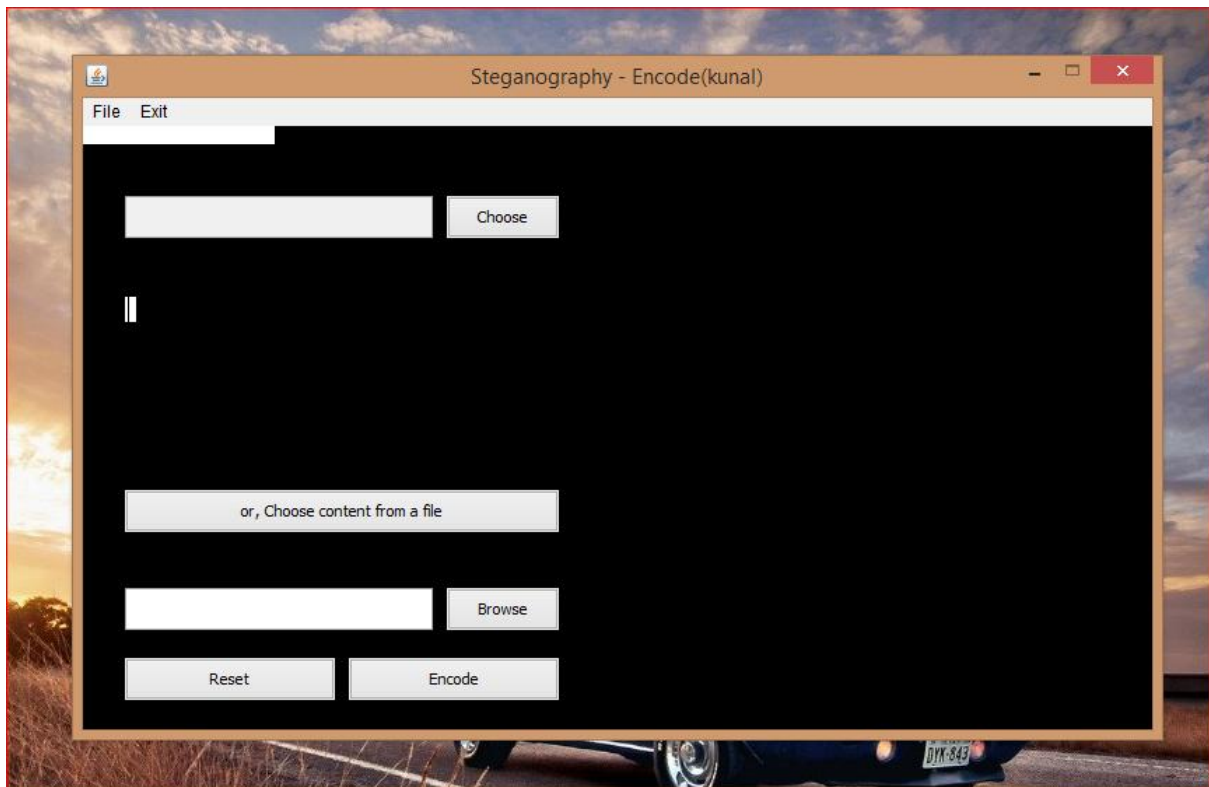 Steganography - Encode(kunal)
File Exit
Choose
or, Choose content from a file
Browse
Reset Encode
DYK-843